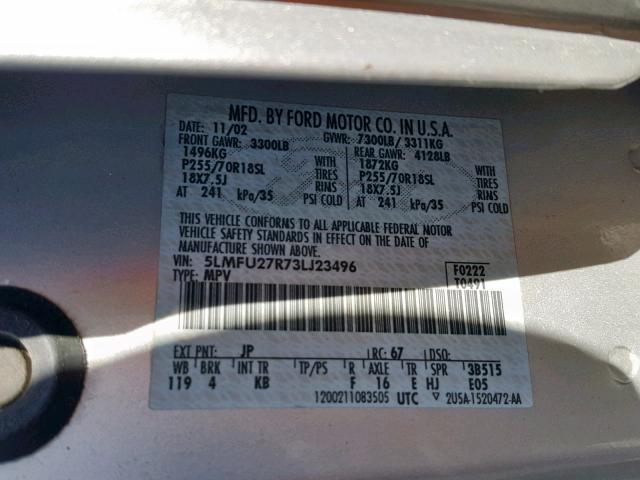 MFD. BY FORD MOTOR CO. IN U.S.A.
DATE: 11/02 GVWR: 7300LB/ 3311KG
FRONT GAWR: 3300LB REAR GAWR: 4128LB
1496KG WITH 1872KG WITH
P255/70R18SL TIRES P255/70R18SL TIRES
18X7.5J RIMS 18X7.5J RIMS
AT 241 kPa/35 PSI COLD AT 241 kPa/35 PSI COLD
THIS VEHICLE CONFORMS TO ALL APPLICABLE FEDERAL MOTOR
VEHICLE SAFETY STANDARDS IN EFFECT ON THE DATE OF
MANUFACTURE SHOWN ABOVE.
VIN: 5LMFU27R73LJ23496 F0222
TYPE: MPV T0491
EXT PNT: JP RC: 67 DSO:
WB BRK INT TR TP/PS R AXLE TR SPR 3B515
119 4 KB F 16 E HJ E05
1200211083505 UTC ▽ 2U5A-1520472-AA